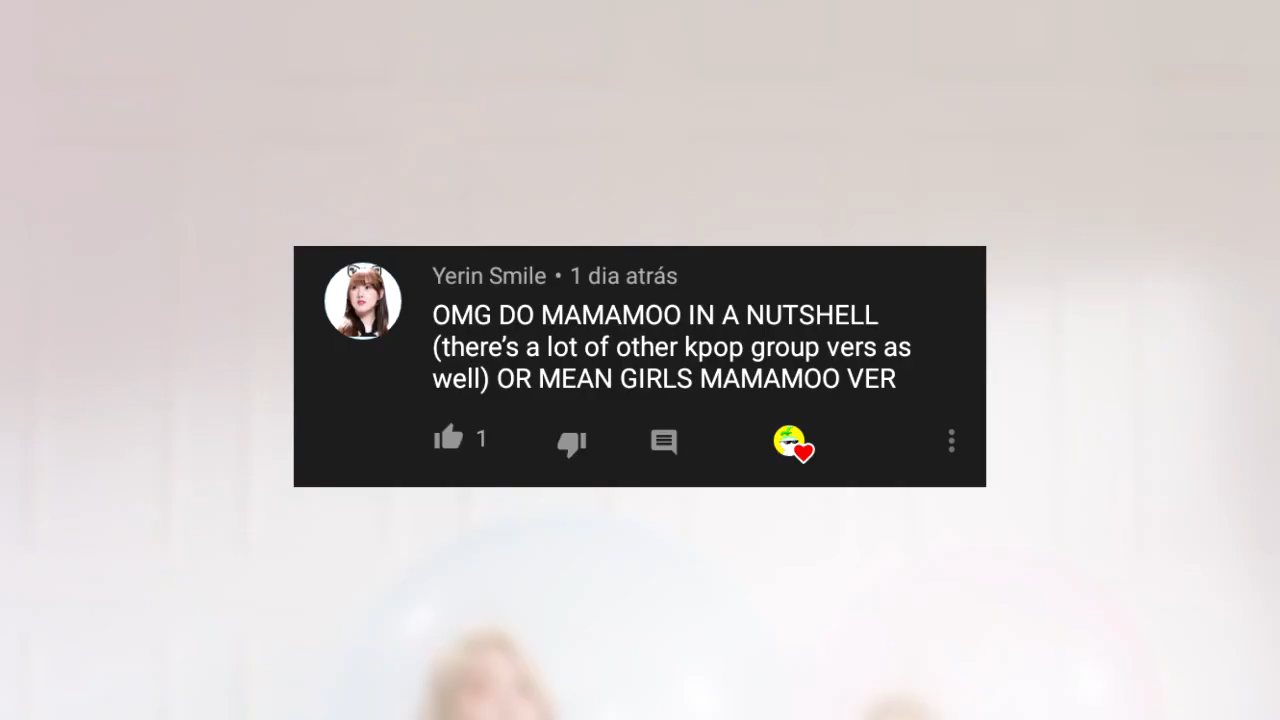 Yerin Smile • 1 dia atrás
OMG DO MAMAMOO IN A NUTSHELL
(there’s a lot of other kpop group vers as
well) OR MEAN GIRLS MAMAMOO VER
1